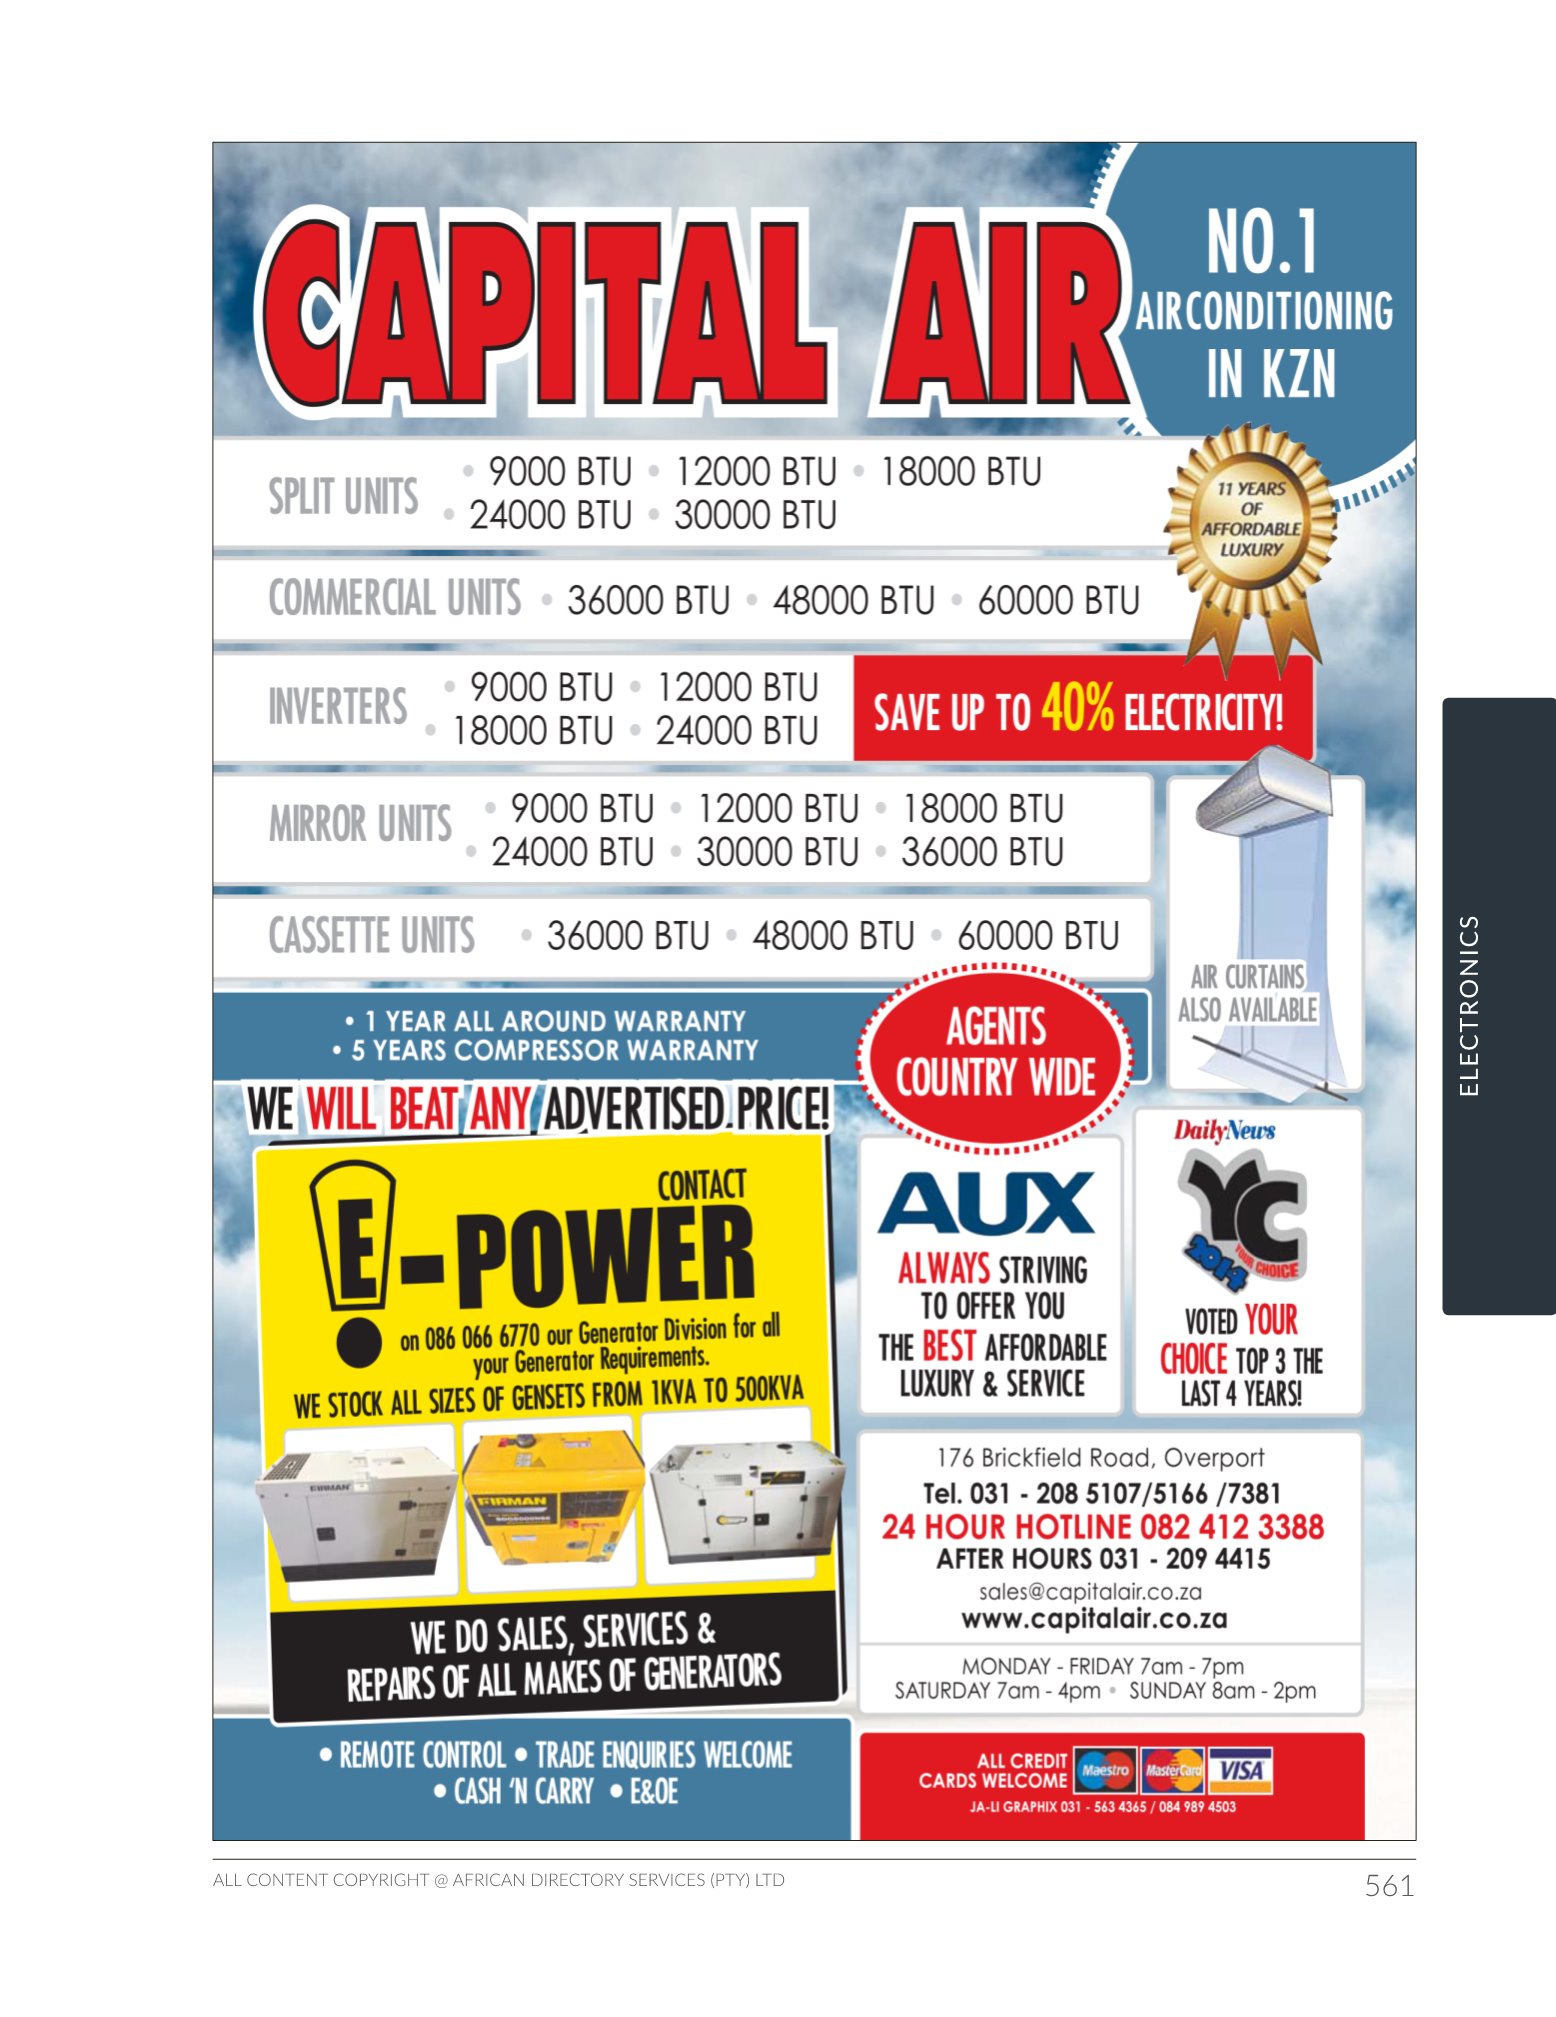 CAPITAL AIR
NO.1
AIRCONDITIONING
IN KZN
11 YEARS
OF
AFFORDABLE
LUXURY
SPLIT UNITS
• 9000 BTU • 12000 BTU • 18000 BTU
• 24000 BTU • 30000 BTU
COMMERCIAL UNITS • 36000 BTU • 48000 BTU • 60000 BTU
INVERTERS
• 9000 BTU • 12000 BTU
• 18000 BTU • 24000 BTU
SAVE UP TO 40% ELECTRICITY!
MIRROR UNITS
• 9000 BTU • 12000 BTU • 18000 BTU
• 24000 BTU • 30000 BTU • 36000 BTU
CASSETTE UNITS • 36000 BTU • 48000 BTU • 60000 BTU
AIR CURTAINS
ALSO AVAILABLE
• 1 YEAR ALL AROUND WARRANTY
• 5 YEARS COMPRESSOR WARRANTY
AGENTS
COUNTRY WIDE
WE WILL BEAT ANY ADVERTISED PRICE!
CONTACT
E-POWER
on 086 066 6770 our Generator Division for all
your Generator Requirements.
WE STOCK ALL SIZES OF GENSETS FROM 1KVA TO 500KVA
FIRMAN
FIRMAN
WE DO SALES, SERVICES &
REPAIRS OF ALL MAKES OF GENERATORS
AUX
ALWAYS STRIVING
TO OFFER YOU
THE BEST AFFORDABLE
LUXURY & SERVICE
DailyNews
YC
2014
YOUR CHOICE
VOTED YOUR
CHOICE TOP 3 THE
LAST 4 YEARS!
176 Brickfield Road, Overport
Tel. 031 - 208 5107/5166 /7381
24 HOUR HOTLINE 082 412 3388
AFTER HOURS 031 - 209 4415
sales@capitalair.co.za
www.capitalair.co.za
MONDAY - FRIDAY 7am - 7pm
SATURDAY 7am - 4pm • SUNDAY 8am - 2pm
• REMOTE CONTROL • TRADE ENQUIRIES WELCOME
• CASH 'N CARRY • E&OE
ALL CREDIT
CARDS WELCOME
Maestro
MasterCard
VISA
JA-LI GRAPHIX 031 - 563 4365 / 084 989 4503
ELECTRONICS
ALL CONTENT COPYRIGHT @ AFRICAN DIRECTORY SERVICES (PTY) LTD
561